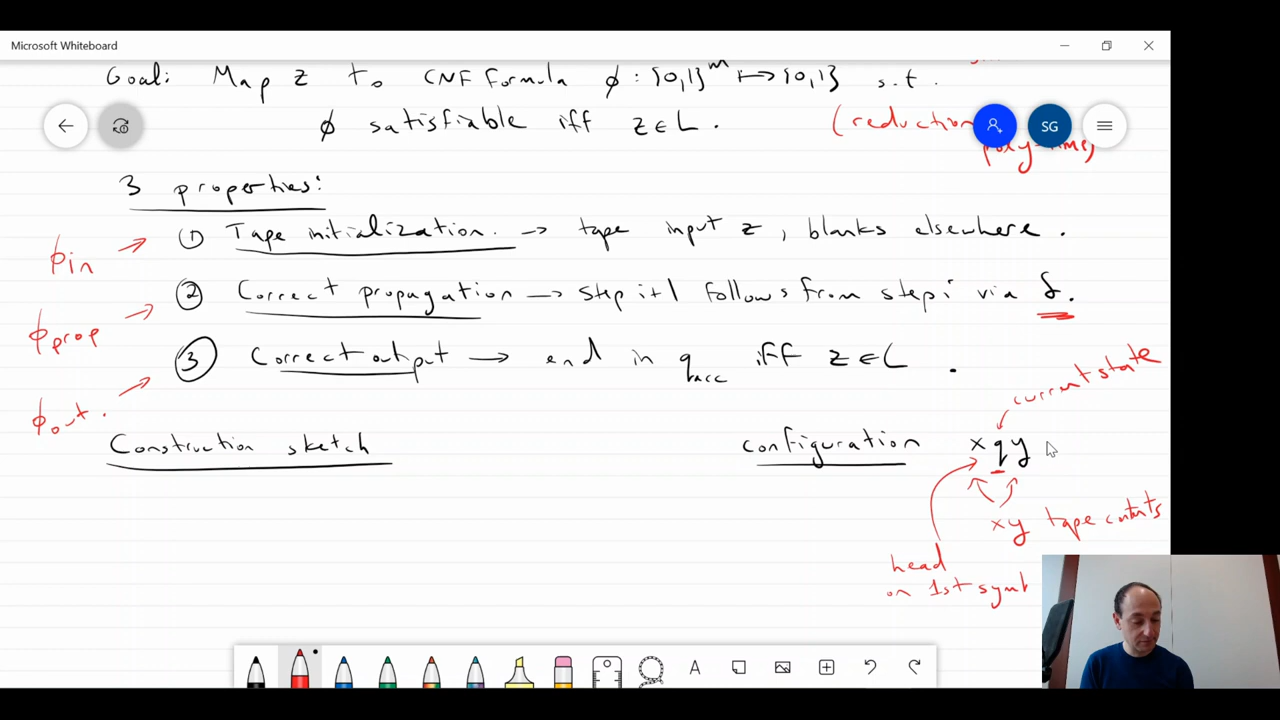 Microsoft Whiteboard
Goal: Map z to CNF formula ϕ : {0,1}^m ↦ {0,1} s.t.
ϕ satisfiable iff z ∈ L . (reduction
poly-time)
SG
3 properties:
ϕin → ① Tape initialization. → tape input z , blanks elsewhere .
ϕprop → ② Correct propagation → step i+1 follows from step i via δ.
ϕout . → ③ Correct output → end in qacc iff z ∈ L .
current state
Construction sketch
configuration x q y
xy tape contents
head
on 1st symb
A